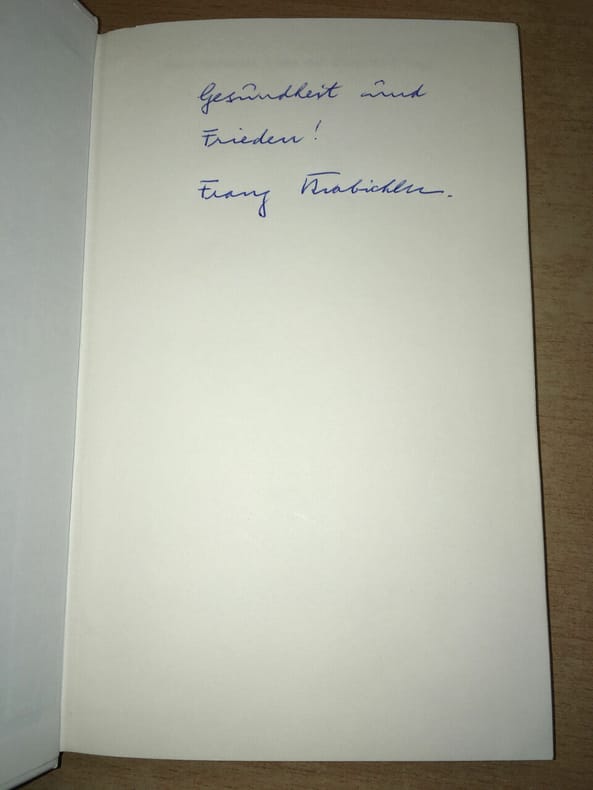 Gesundheit und
Frieden!
Franz